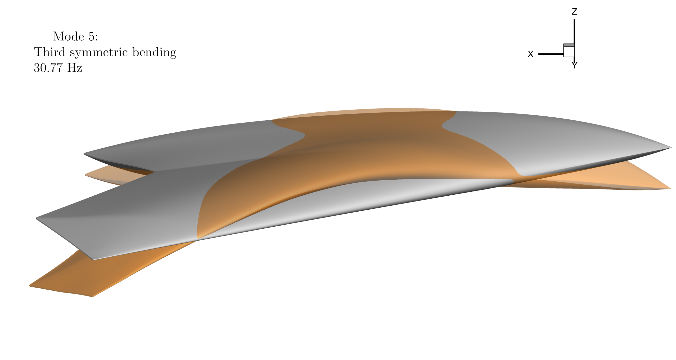 Mode 5:
Third symmetric bending
30.77 Hz
Z
X
Y